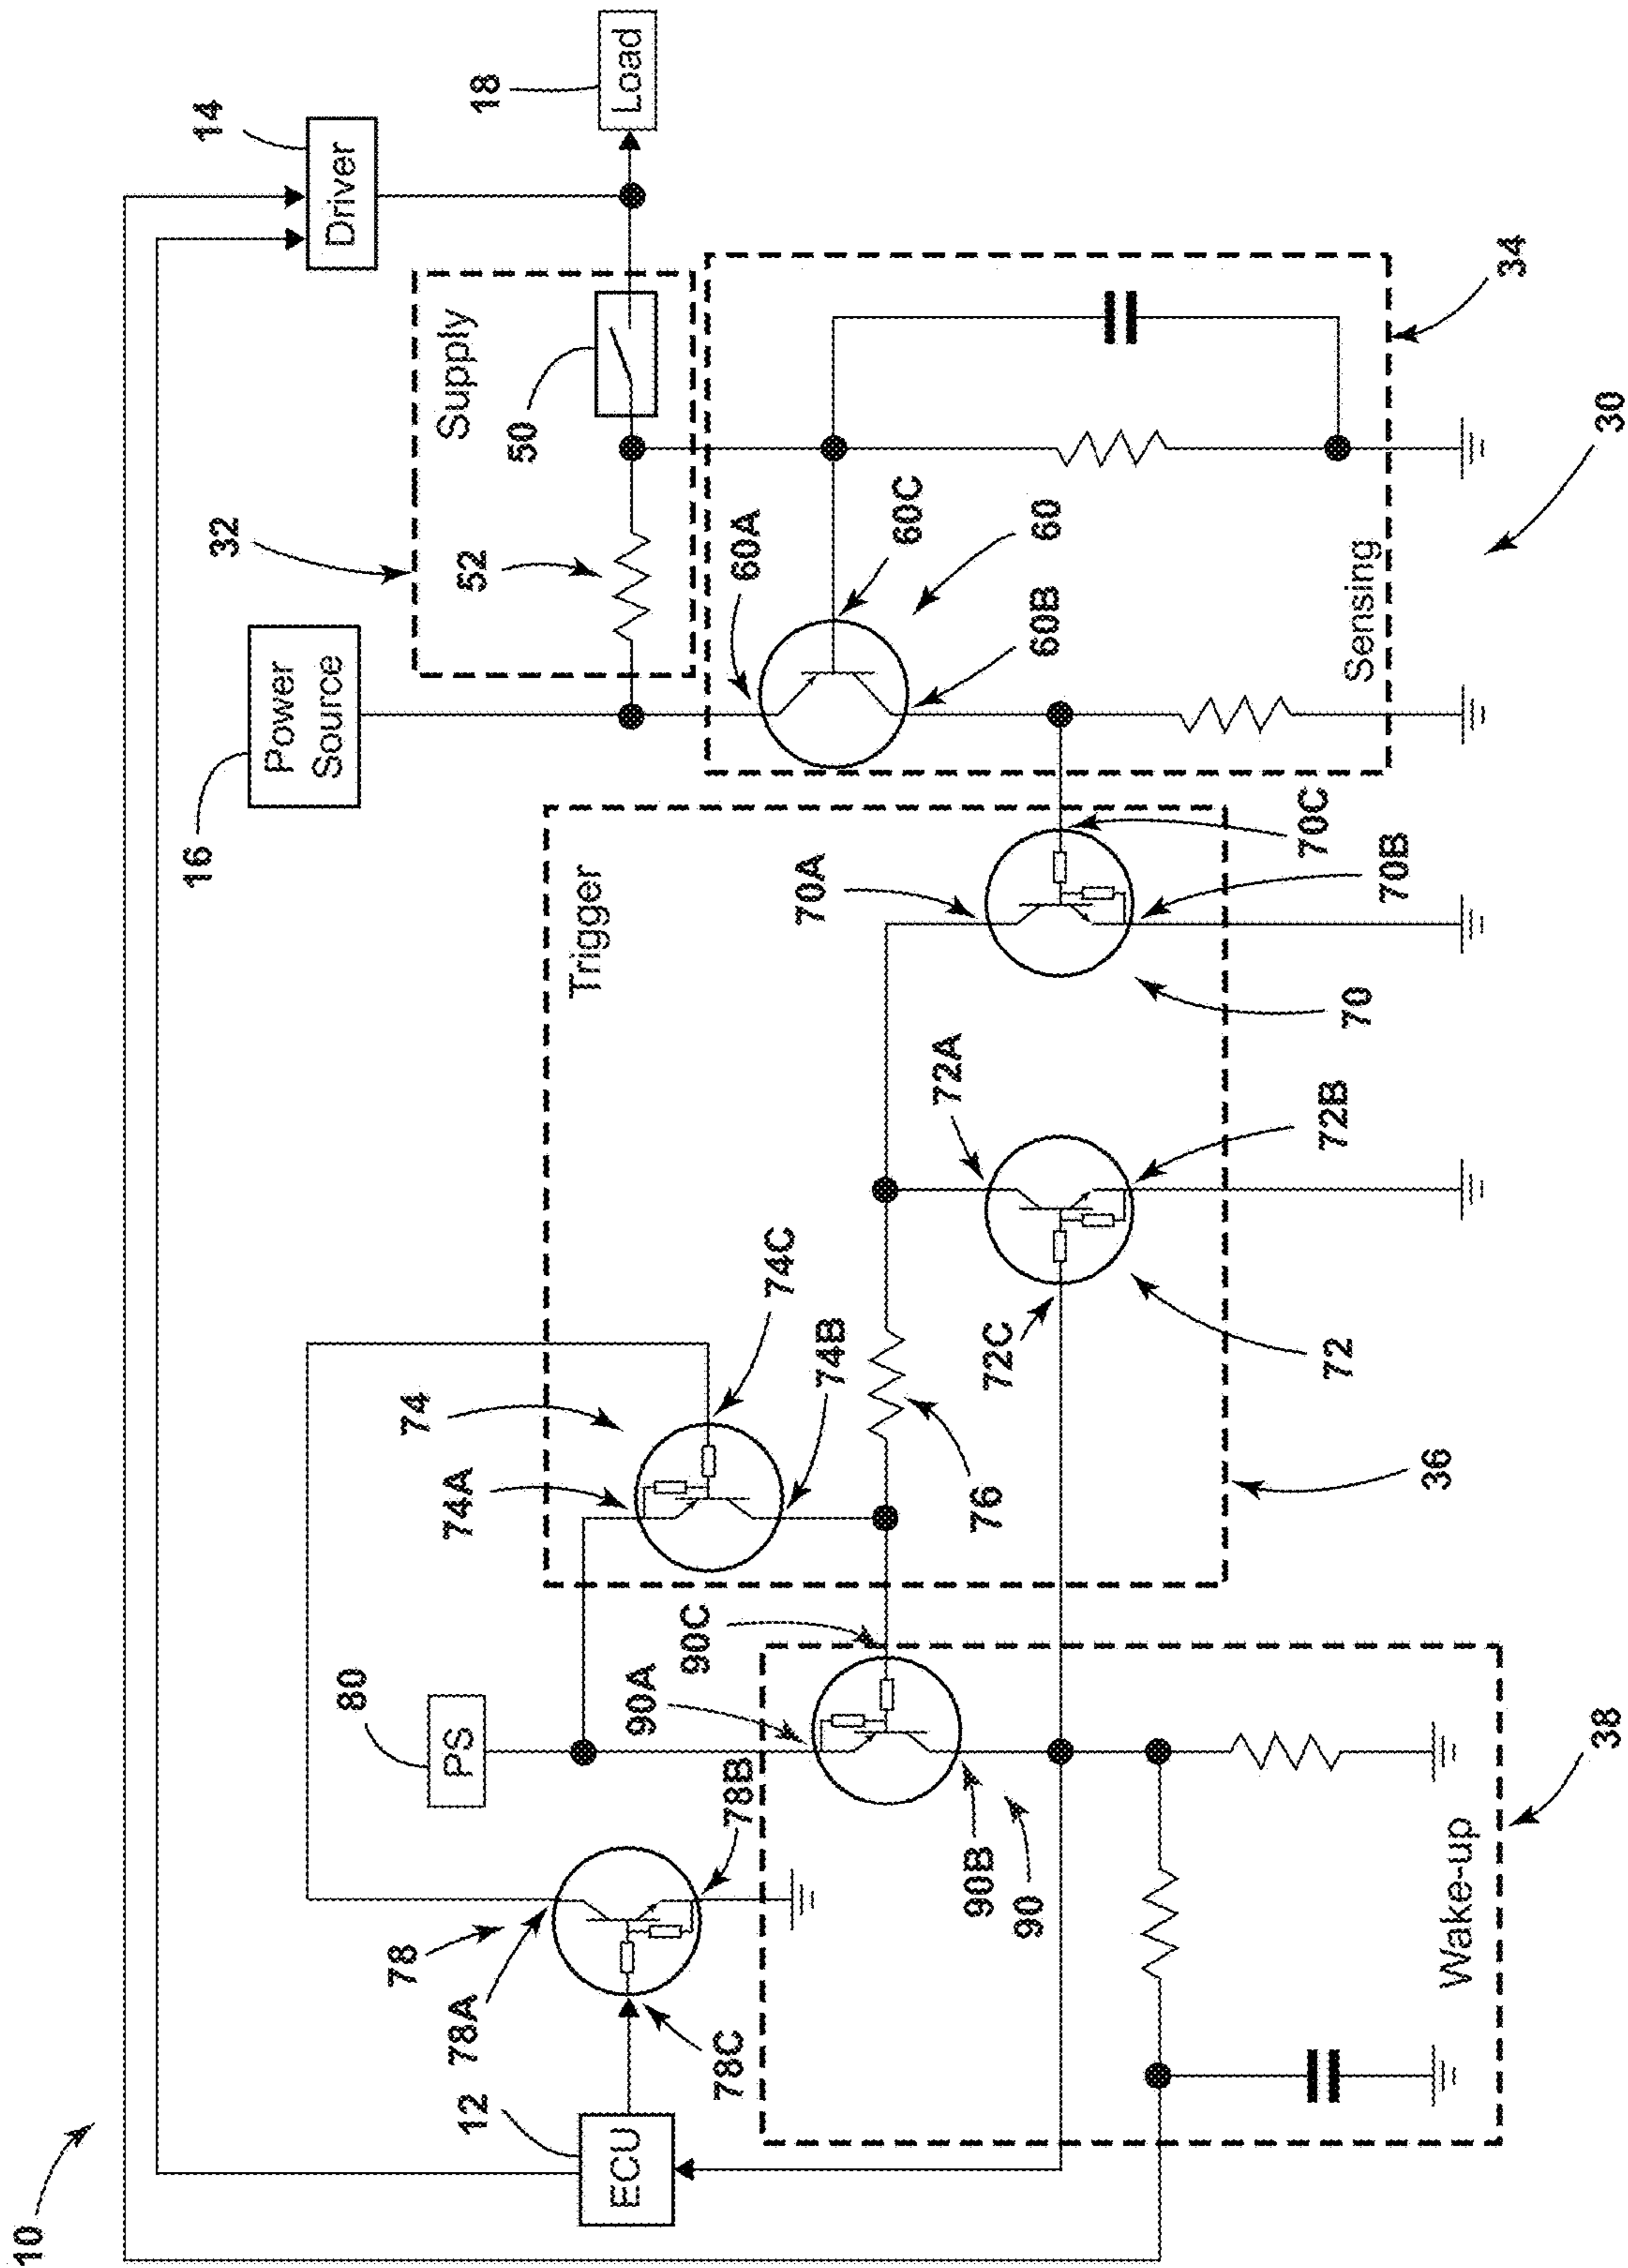 10
14
Driver
18
Load
32
Supply
50
52
16
Power
Source
60A
60C
60
60B
34
Sensing
30
Trigger
70A
70C
70B
70
72A
72B
72C
72
74
74A
74C
74B
76
36
80
PS
90A
90C
90B
90
78
78A
78B
78C
12
ECU
Wake-up
38